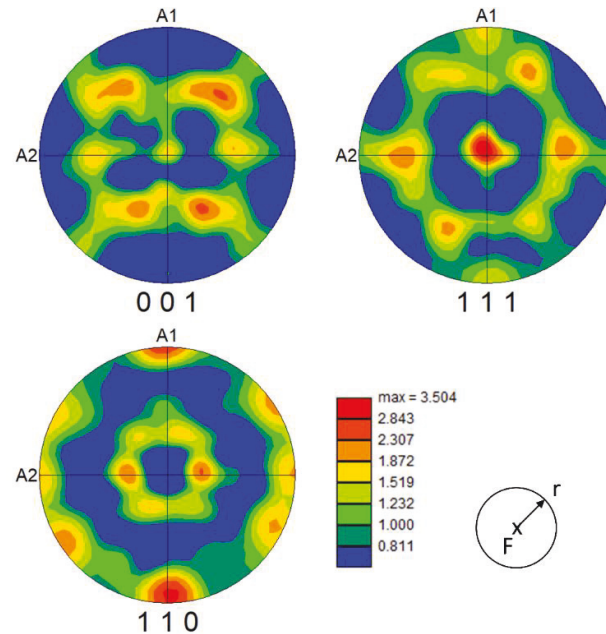 A1
A2
0 0 1
A1
A2
1 1 1
A1
A2
1 1 0
max = 3.504
2.843
2.307
1.872
1.519
1.232
1.000
0.811
r
F
x